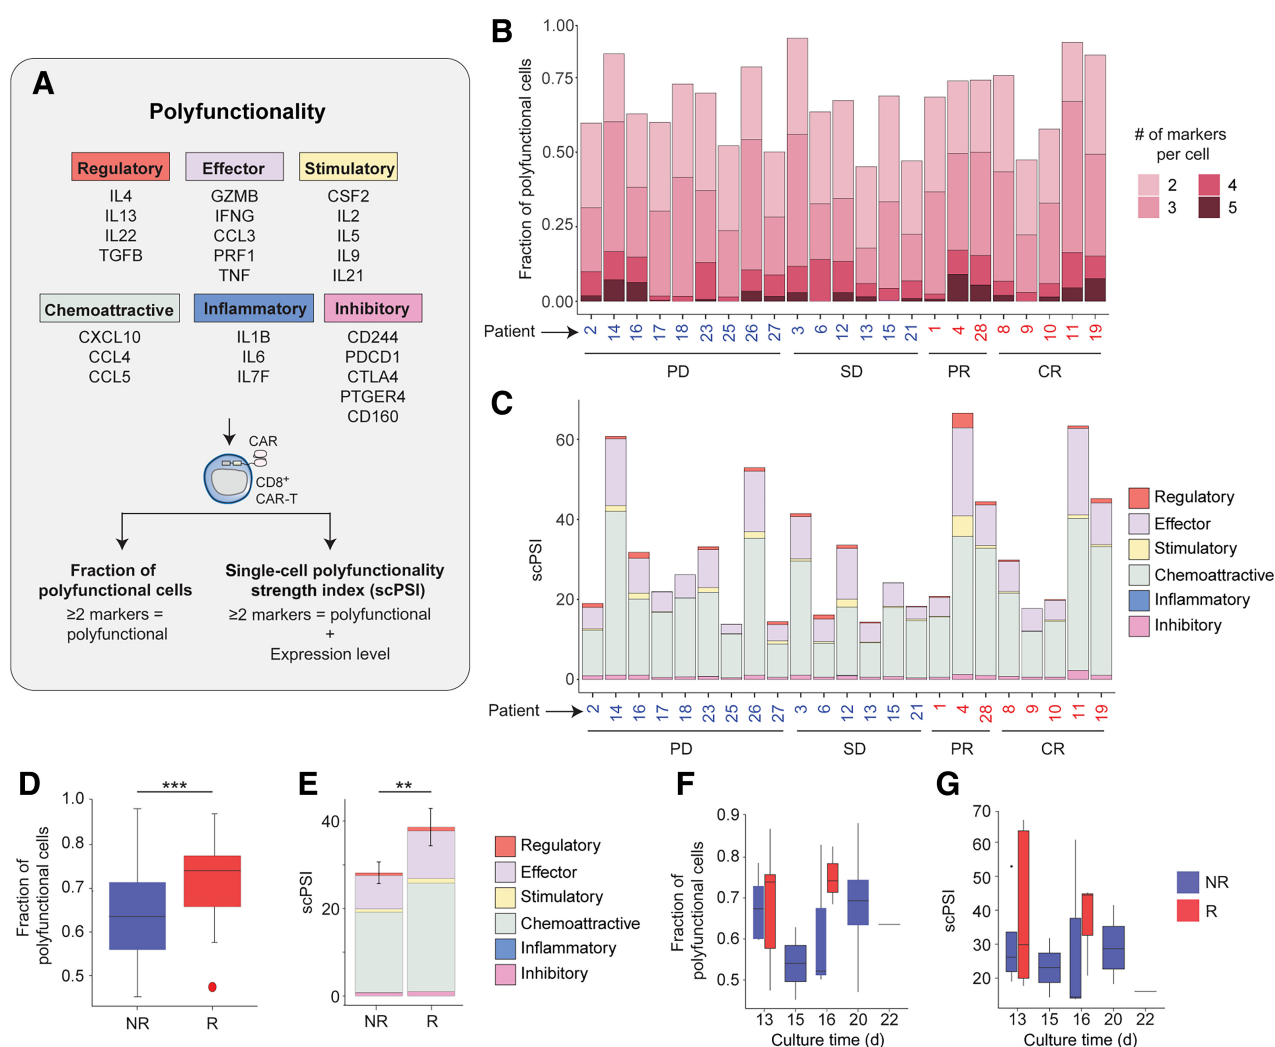 A
Polyfunctionality
Regulatory
IL4
IL13
IL22
TGFB
Effector
GZMB
IFNG
CCL3
PRF1
TNF
Stimulatory
CSF2
IL2
IL5
IL9
IL21
Chemoattractive
CXCL10
CCL4
CCL5
Inflammatory
IL1B
IL6
IL7F
Inhibitory
CD244
PDCD1
CTLA4
PTGER4
CD160
CAR
CD8+
CAR-T
Fraction of
polyfunctional cells
≥2 markers =
polyfunctional
Single-cell polyfunctionality
strength index (scPSI)
≥2 markers = polyfunctional
+
Expression level
B
Fraction of polyfunctional cells
1.00
0.75
0.50
0.25
0.00
Patient
2 14 16 17 18 23 25 26 27 3 6 12 13 15 21 1 4 28 8 9 10 11 19
PD SD PR CR
# of markers
per cell
2 4
3 5
C
scPSI
60
40
20
0
Patient
2 14 16 17 18 23 25 26 27 3 6 12 13 15 21 1 4 28 8 9 10 11 19
PD SD PR CR
Regulatory
Effector
Stimulatory
Chemoattractive
Inflammatory
Inhibitory
D
Fraction of
polyfunctional cells
1.0
0.8
0.7
0.6
0.5
***
NR R
E
scPSI
40
20
0
**
NR R
Regulatory
Effector
Stimulatory
Chemoattractive
Inflammatory
Inhibitory
F
Fraction of
polyfunctional cells
0.9
0.8
0.7
0.6
0.5
13 15 16 20 22
Culture time (d)
G
scPSI
70
60
50
40
30
20
13 15 16 20 22
Culture time (d)
NR
R